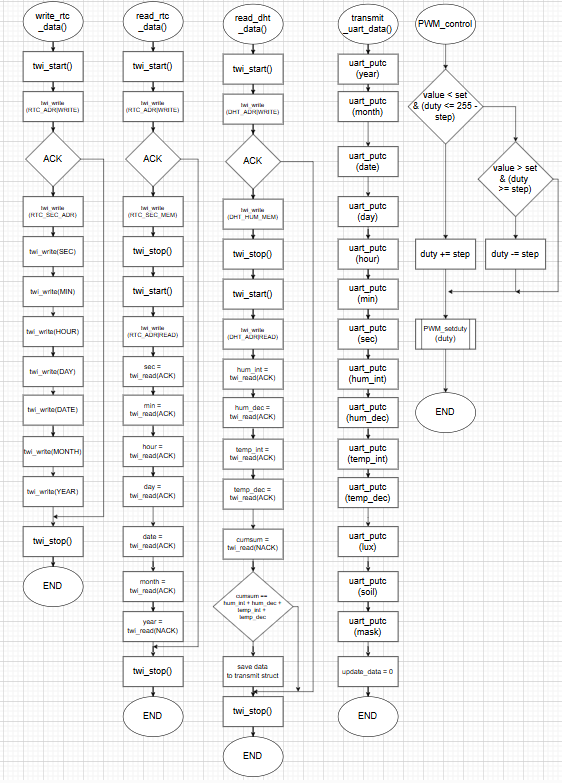 write_rtc
_data()
twi_start()
twi_write
(RTC_ADR|WRITE)
ACK
twi_write
(RTC_SEC_ADR)
twi_write(SEC)
twi_write(MIN)
twi_write(HOUR)
twi_write(DAY)
twi_write(DATE)
twi_write(MONTH)
twi_write(YEAR)
twi_stop()
END
read_rtc
_data()
twi_start()
twi_write
(RTC_ADR|WRITE)
ACK
twi_write
(RTC_SEC_MEM)
twi_stop()
twi_start()
twi_write
(RTC_ADR|READ)
sec =
twi_read(ACK)
min =
twi_read(ACK)
hour =
twi_read(ACK)
day =
twi_read(ACK)
date =
twi_read(ACK)
month =
twi_read(ACK)
year =
twi_read(NACK)
twi_stop()
END
read_dht
_data()
twi_start()
twi_write
(DHT_ADR|WRITE)
ACK
twi_write
(DHT_HUM_MEM)
twi_stop()
twi_start()
twi_write
(DHT_ADR|READ)
hum_int =
twi_read(ACK)
hum_dec =
twi_read(ACK)
temp_int =
twi_read(ACK)
temp_dec =
twi_read(ACK)
cumsum =
twi_read(NACK)
cumsum ==
hum_int + hum_dec +
temp_int +
temp_dec
save data
to transmit struct
twi_stop()
END
transmit
_uart_data()
uart_putc
(year)
uart_putc
(month)
uart_putc
(date)
uart_putc
(day)
uart_putc
(hour)
uart_putc
(min)
uart_putc
(sec)
uart_putc
(hum_int)
uart_putc
(hum_dec)
uart_putc
(temp_int)
uart_putc
(temp_dec)
uart_putc
(lux)
uart_putc
(soil)
uart_putc
(mask)
update_data = 0
END
PWM_control
value < set
& (duty <= 255 -
step)
value > set
& (duty
>= step)
duty += step
duty -= step
PWM_setduty
(duty)
END